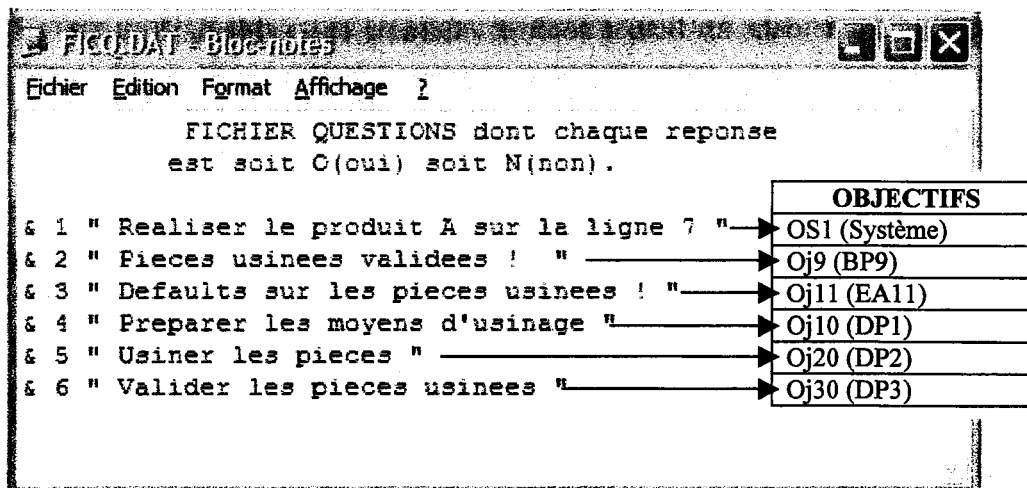 FICQ.DAT - Bloc-notes
Fichier Edition Format Affichage ?
FICHIER QUESTIONS dont chaque reponse
est soit O(oui) soit N(non).
OBJECTIFS
& 1 " Realiser le produit A sur la ligne ? " OS1 (Système)
& 2 " Pieces usinees validees ! " Oj9 (BP9)
& 3 " Defaults sur les pieces usinees ! " Oj11 (EA11)
& 4 " Preparer les moyens d'usinage " Oj10 (DP1)
& 5 " Usiner les pieces " Oj20 (DP2)
& 6 " Valider les pieces usinees " Oj30 (DP3)